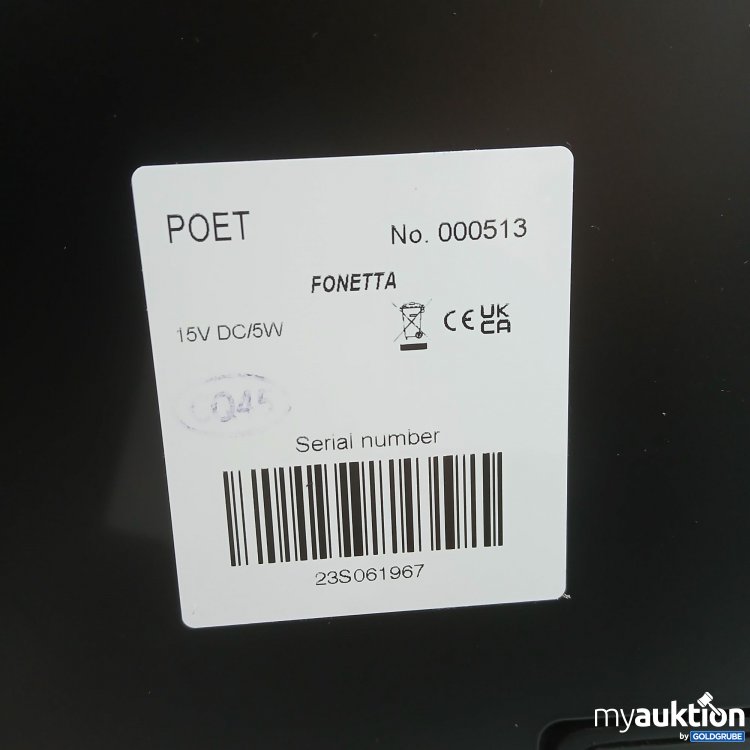 POET
No. 000513
FONETTA
15V DC/5W
CE UK CA
Serial number
23S061967
myauktion
by GOLDGRUBE